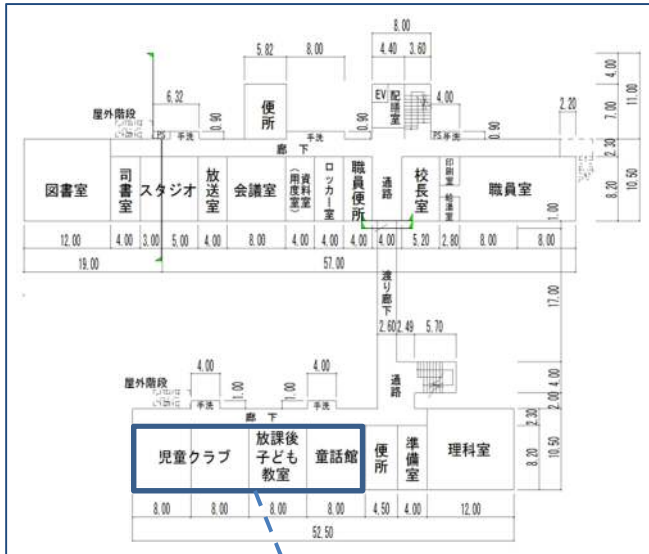 8.00
5.82 8.00 4.40 3.60
4.00
7.00
11.00
6.32
便所
EV
配膳室
4.00
2.20
屋外階段
0.90
0.90
0.90
PS 手洗
手洗
PS 手洗
廊下
2.30
図書室
司書室
スタジオ
放送室
会議室
資料室
(用度室)
ロッカー室
職員便所
通路
校長室
印刷室
給湯室
職員室
8.20
10.50
1.00
12.00 4.00 3.00 5.00 4.00 8.00 4.00 4.00 4.00 4.00 5.20 2.80 8.00 8.00
19.00 57.00
渡り廊下
17.00
2.60 2.49 5.70
4.00 4.00
屋外階段
通路
4.00
2.00
1.00
1.00
手洗
手洗
廊下
2.30
児童クラブ
放課後
子ども
教室
童話館
便所
準備室
理科室
8.20
10.50
8.00 8.00 8.00 8.00 4.50 4.00 12.00
52.50